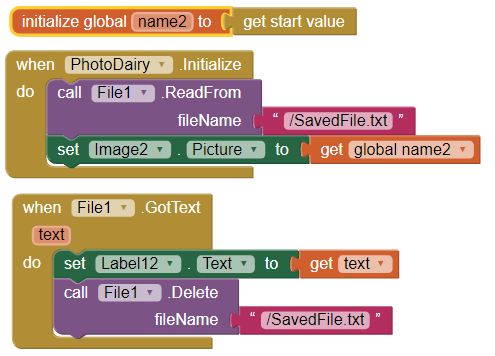 initialize global name2 to get start value
when PhotoDairy .Initialize
do call File1 .ReadFrom
fileName " /SavedFile.txt "
set Image2 . Picture to get global name2
when File1 .GotText
text
do set Label12 . Text to get text
call File1 .Delete
fileName " /SavedFile.txt "